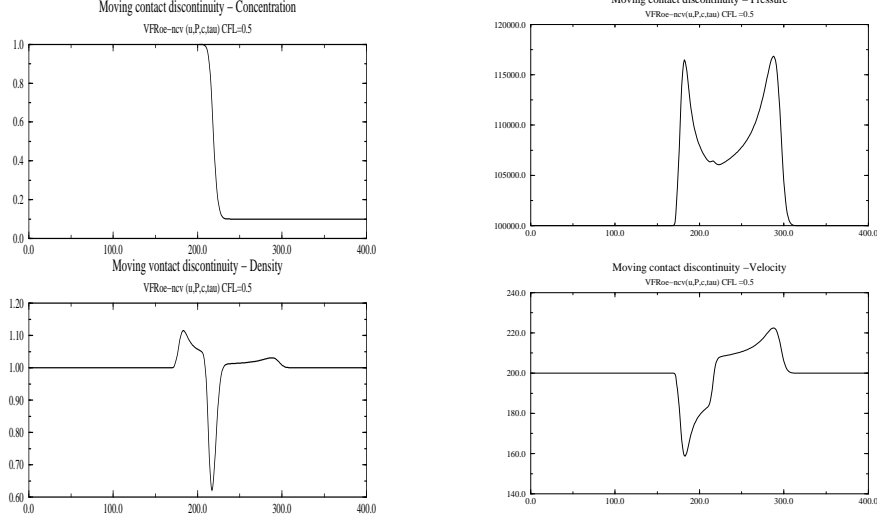 Moving contact discontinuity – Concentration
VFRoe–ncv (u,P,c,tau) CFL=0.5
1.0
0.8
0.6
0.4
0.2
0.0
0.0 100.0 200.0 300.0 400.0
Moving contact discontinuity – Pressure
VFRoe–ncv(u,P,c,tau) CFL =0.5
120000.0
115000.0
110000.0
105000.0
100000.0
0.0 100.0 200.0 300.0 400.0
Moving vontact discontinuity – Density
VFRoe–ncv (u,P,c,tau) CFL=0.5
1.20
1.10
1.00
0.90
0.80
0.70
0.60
0.0 100.0 200.0 300.0 400.0
Moving contact discontinuity –Velocity
VFRoe–ncv(u,P,c,tau) CFL =0.5
240.0
220.0
200.0
180.0
160.0
140.0
0.0 100.0 200.0 300.0 400.0